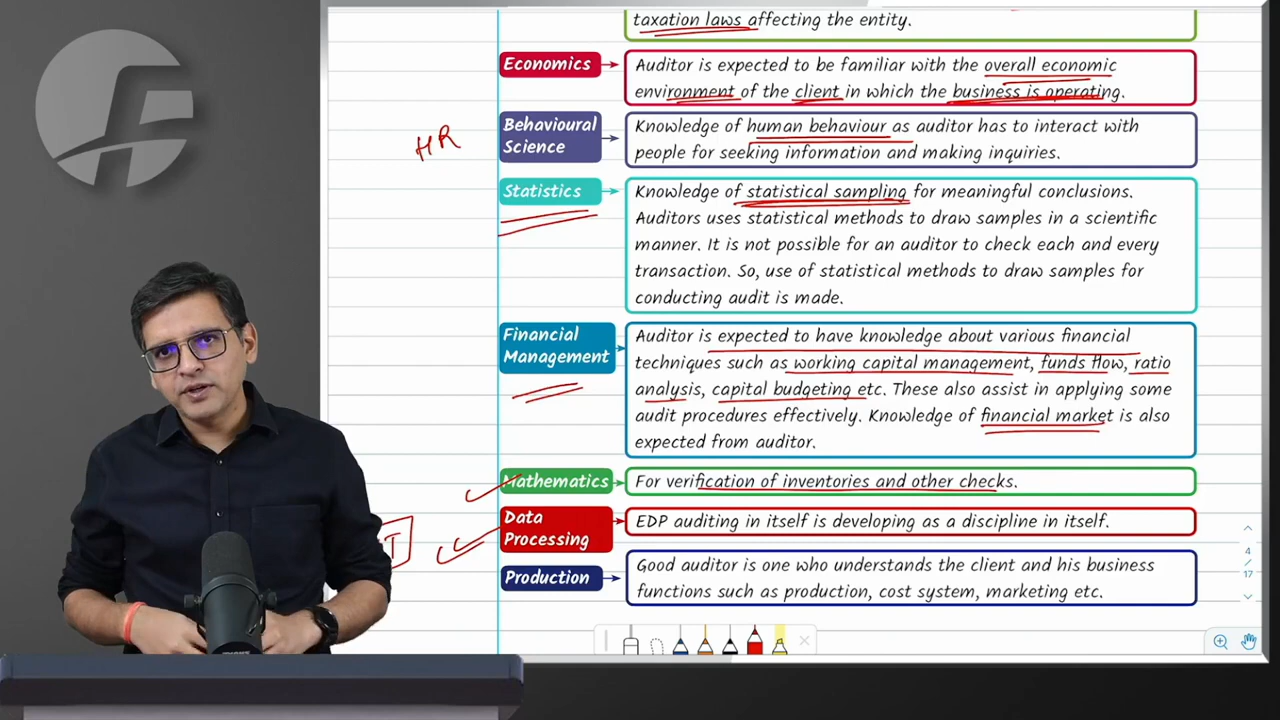 taxation laws affecting the entity.
Economics
Auditor is expected to be familiar with the overall economic
environment of the client in which the business is operating.
HR
Behavioural
Science
Knowledge of human behaviour as auditor has to interact with
people for seeking information and making inquiries.
Statistics
Knowledge of statistical sampling for meaningful conclusions.
Auditors uses statistical methods to draw samples in a scientific
manner. It is not possible for an auditor to check each and every
transaction. So, use of statistical methods to draw samples for
conducting audit is made.
Financial
Management
Auditor is expected to have knowledge about various financial
techniques such as working capital management, funds flow, ratio
analysis, capital budgeting etc. These also assist in applying some
audit procedures effectively. Knowledge of financial market is also
expected from auditor.
Mathematics
For verification of inventories and other checks.
Data
Processing
EDP auditing in itself is developing as a discipline in itself.
Production
Good auditor is one who understands the client and his business
functions such as production, cost system, marketing etc.
4
/
17